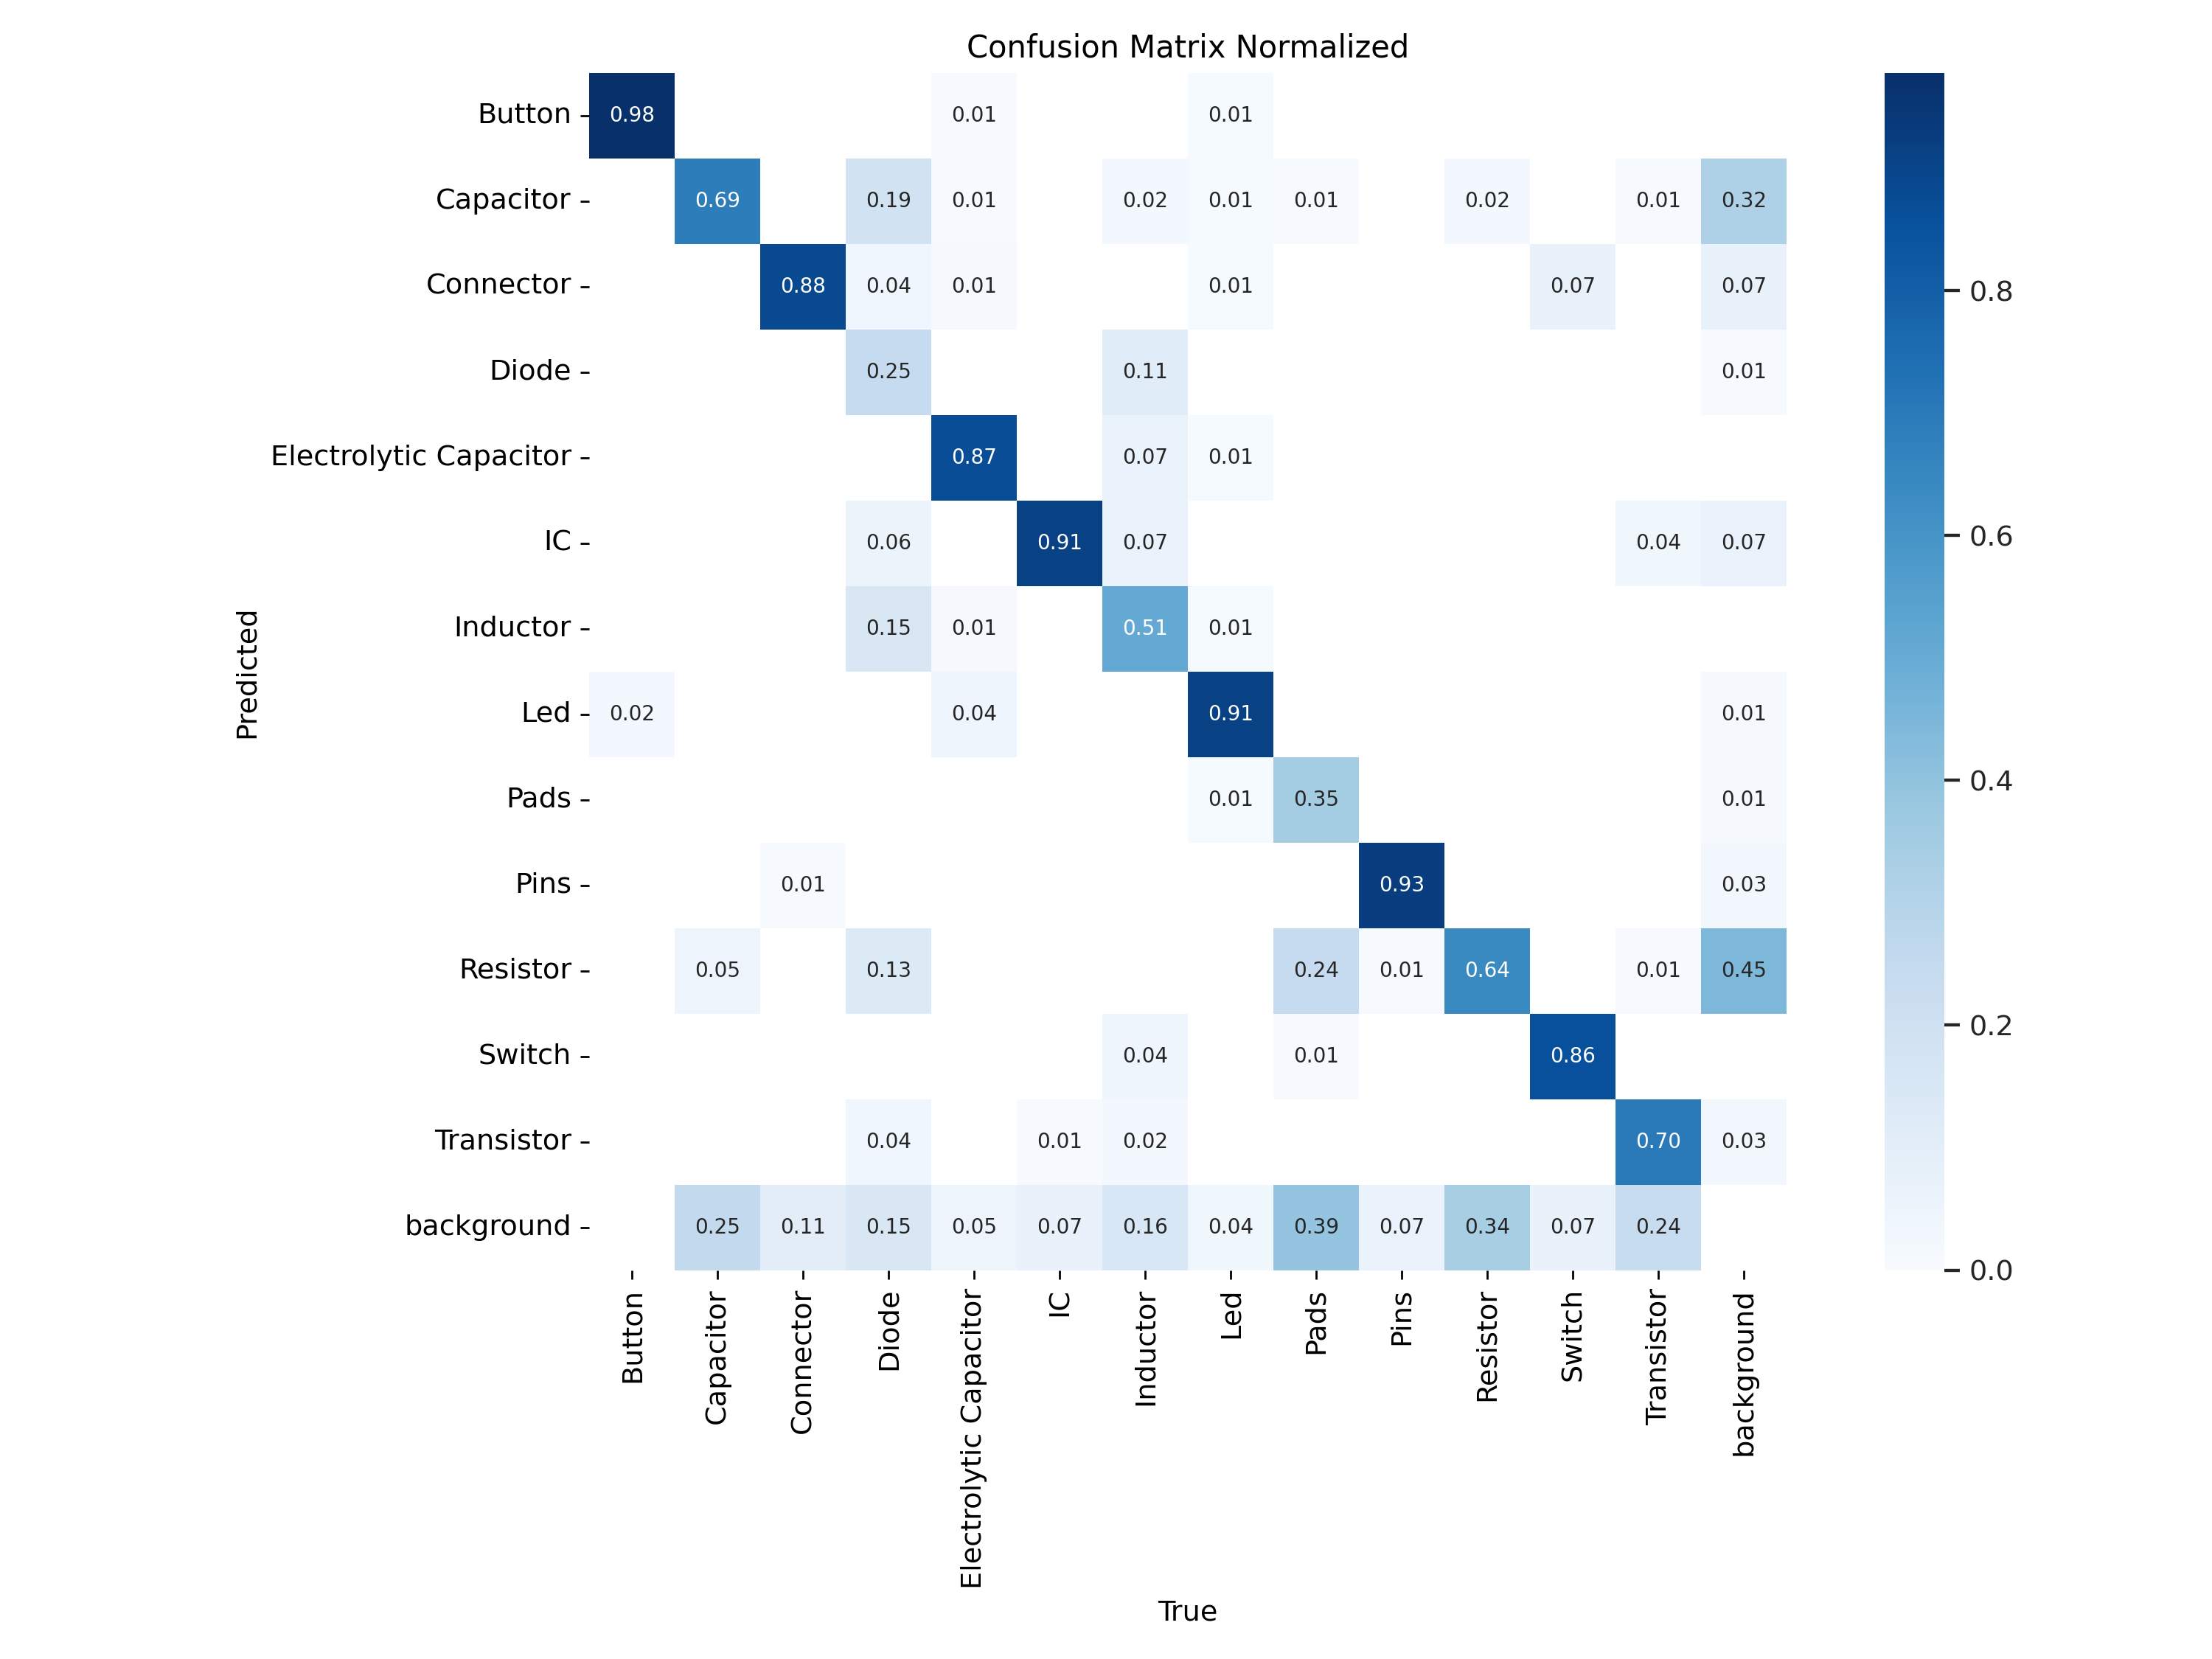 Confusion Matrix Normalized
Button 0.98 0.01 0.01
Capacitor 0.69 0.19 0.01 0.02 0.01 0.01 0.02 0.01 0.32
Connector 0.88 0.04 0.01 0.01 0.07 0.07
0.8
Diode 0.25 0.11 0.01
Electrolytic Capacitor 0.87 0.07 0.01
IC 0.06 0.91 0.07 0.04 0.07
0.6
Predicted
Inductor 0.15 0.01 0.51 0.01
Led 0.02 0.04 0.91 0.01
Pads 0.01 0.35 0.01
0.4
Pins 0.01 0.93 0.03
Resistor 0.05 0.13 0.24 0.01 0.64 0.01 0.45
Switch 0.04 0.01 0.86
0.2
Transistor 0.04 0.01 0.02 0.70 0.03
background 0.25 0.11 0.15 0.05 0.07 0.16 0.04 0.39 0.07 0.34 0.07 0.24
0.0
Button
Capacitor
Connector
Diode
Electrolytic Capacitor
IC
Inductor
Led
Pads
Pins
Resistor
Switch
Transistor
background
True